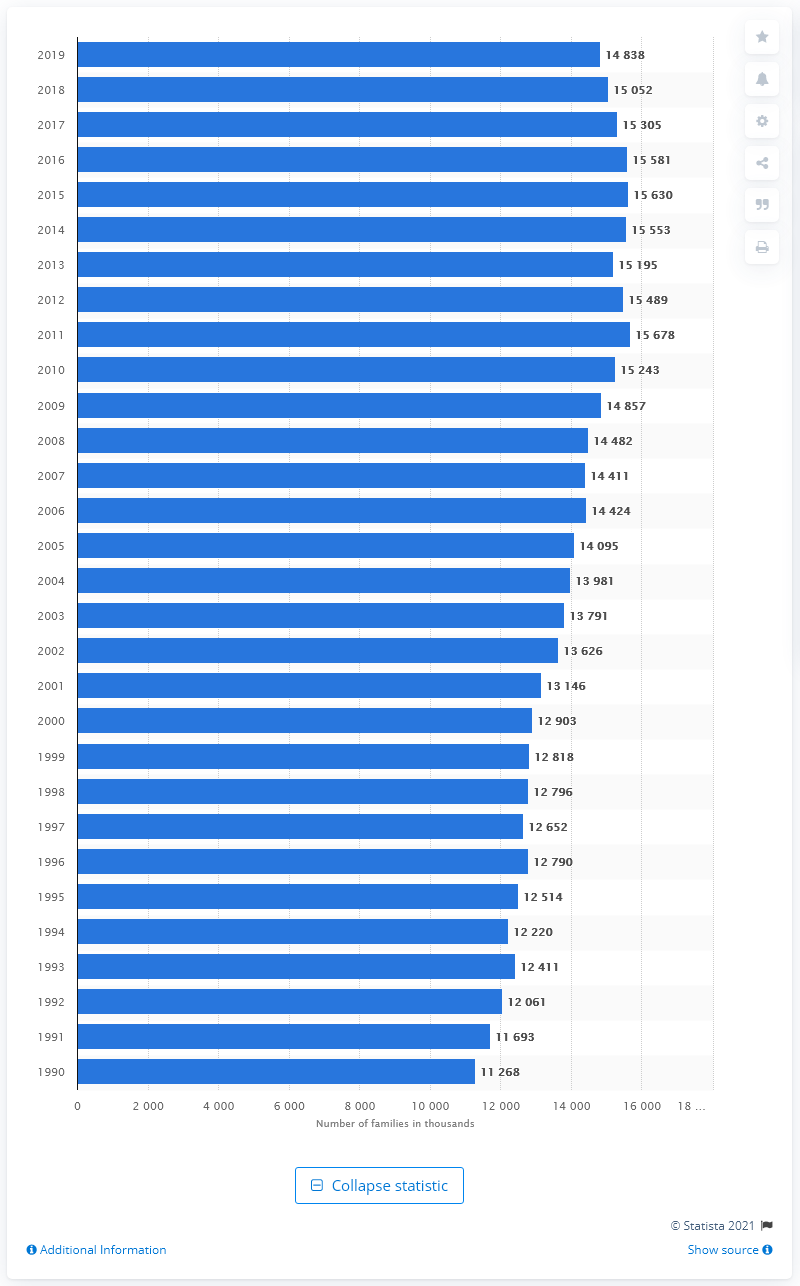 2019 14 838
2018 15 052
2017 15 305
2016 15 581
2015 15 630
2014 15 553
2013 15 195
2012 15 489
2011 15 678
2010 15 243
2009 14 857
2008 14 482
2007 14 411
2006 14 424
2005 14 095
2004 13 981
2003 13 791
2002 13 626
2001 13 146
2000 12 903
1999 12 818
1998 12 796
1997 12 652
1996 12 790
1995 12 514
1994 12 220
1993 12 411
1992 12 061
1991 11 693
1990 11 268
0 2 000 4 000 6 000 8 000 10 000 12 000 14 000 16 000 18 ...
Number of families in thousands
Collapse statistic
© Statista 2021
Additional Information Show source